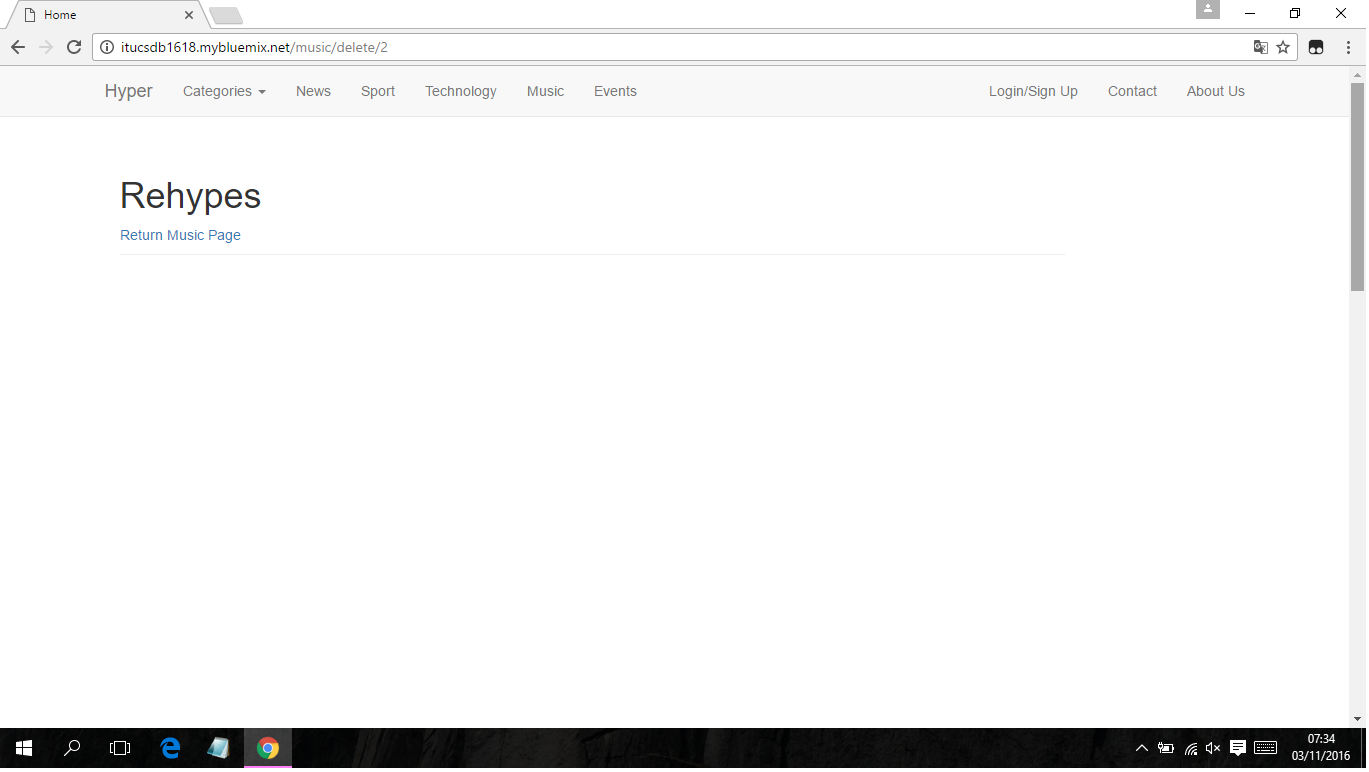 Home
itucsdb1618.mybluemix.net/music/delete/2
Hyper Categories News Sport Technology Music Events Login/Sign Up Contact About Us
Rehypes
Return Music Page
07:34
03/11/2016